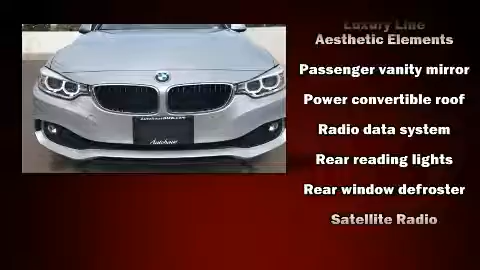 Luxury Line
Aesthetic Elements
Passenger vanity mirror
Power convertible roof
Radio data system
Rear reading lights
Rear window defroster
Satellite Radio
Autohaus